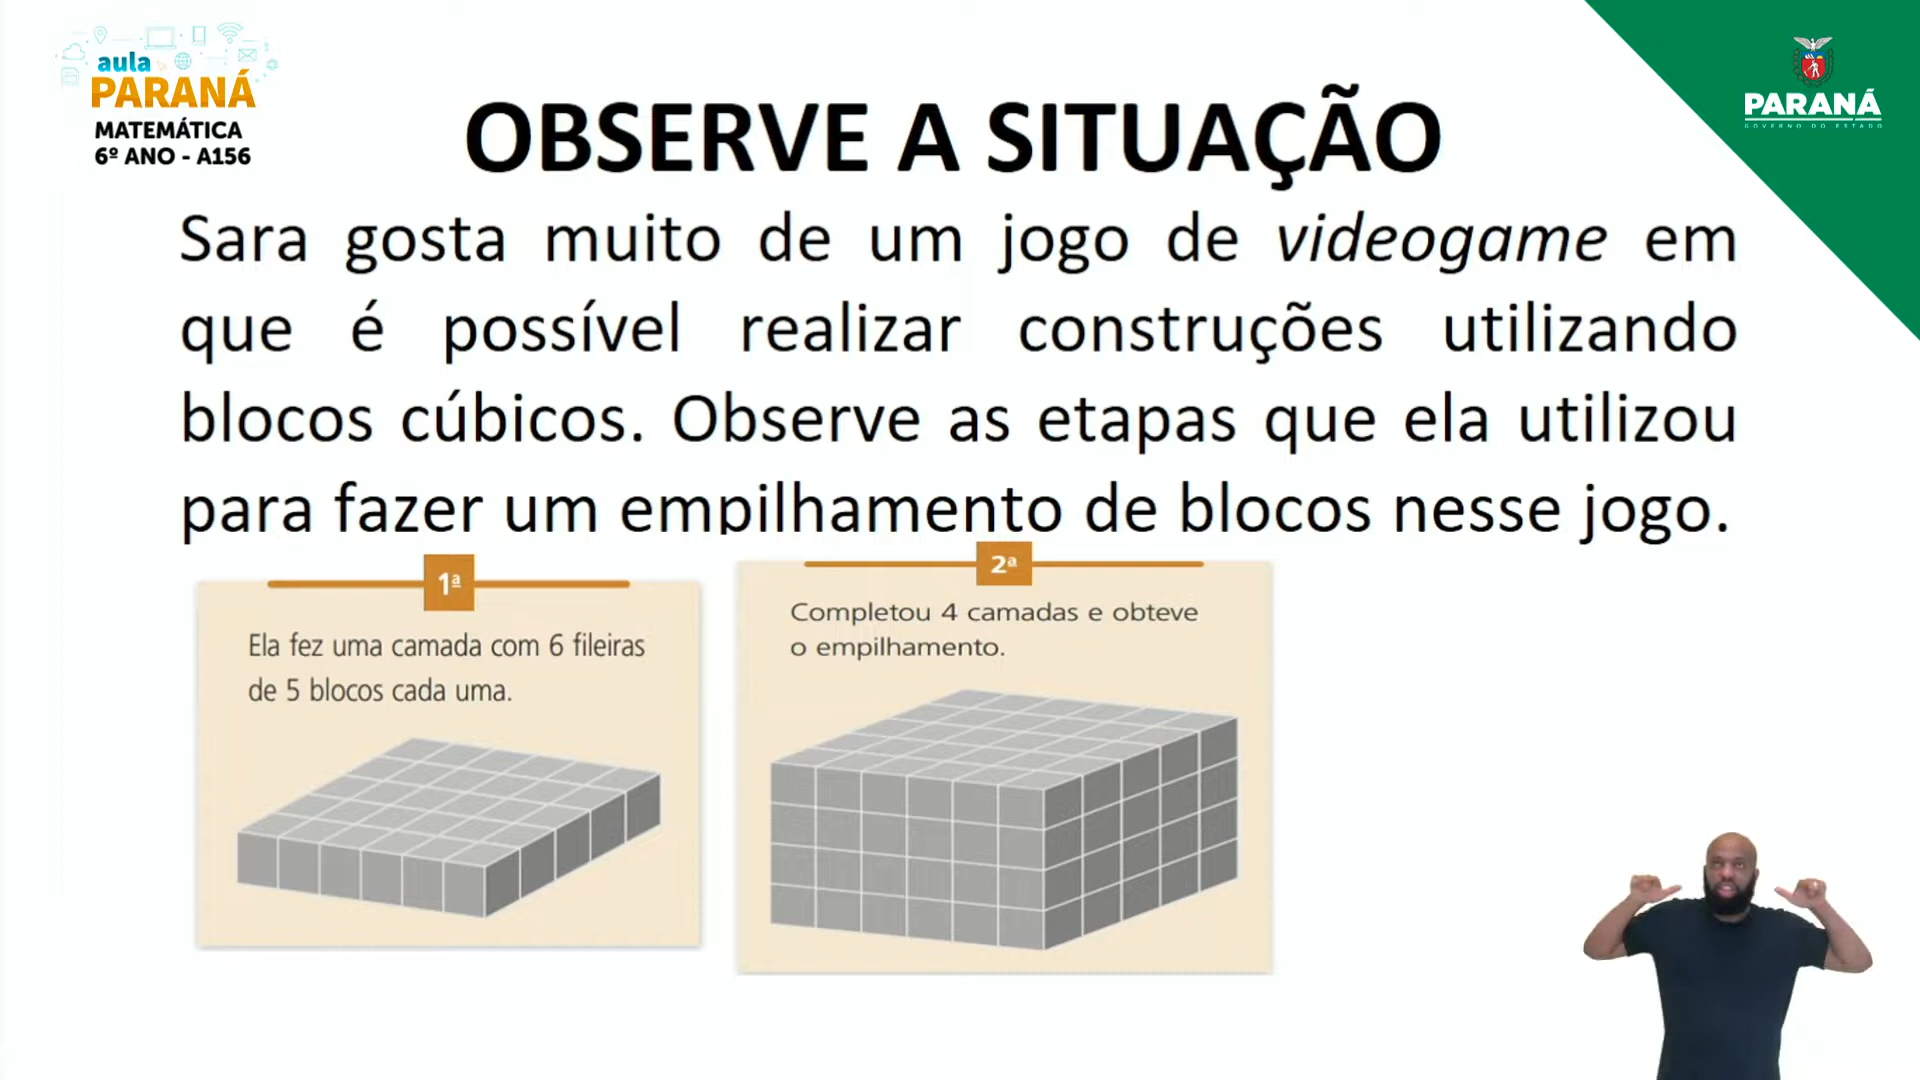 aula
PARANÁ
MATEMÁTICA
6º ANO - A156
PARANÁ
GOVERNO DO ESTADO
OBSERVE A SITUAÇÃO
Sara gosta muito de um jogo de videogame em
que é possível realizar construções utilizando
blocos cúbicos. Observe as etapas que ela utilizou
para fazer um empilhamento de blocos nesse jogo.
1ª
Ela fez uma camada com 6 fileiras
de 5 blocos cada uma.
2ª
Completou 4 camadas e obteve
o empilhamento.